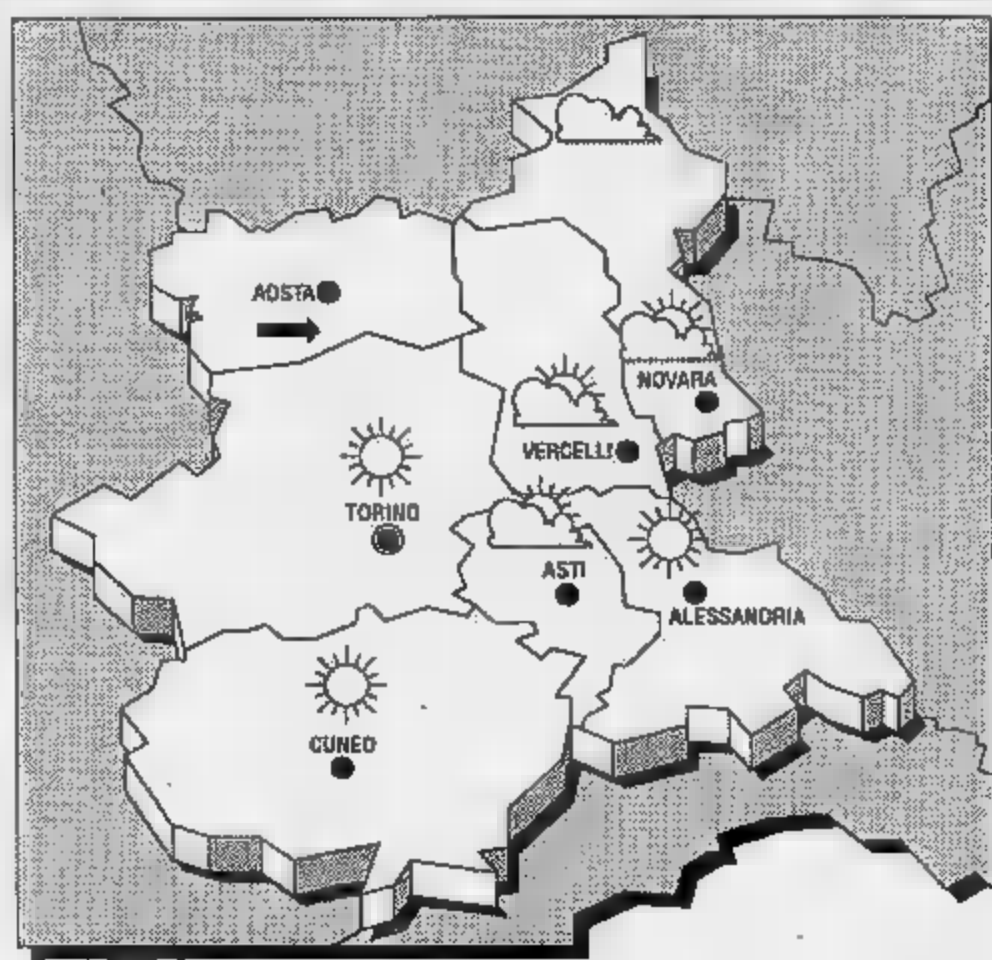 AOSTA
NOVARA
VERCELLI
TORINO
ASTI
ALESSANDRIA
CUNEO